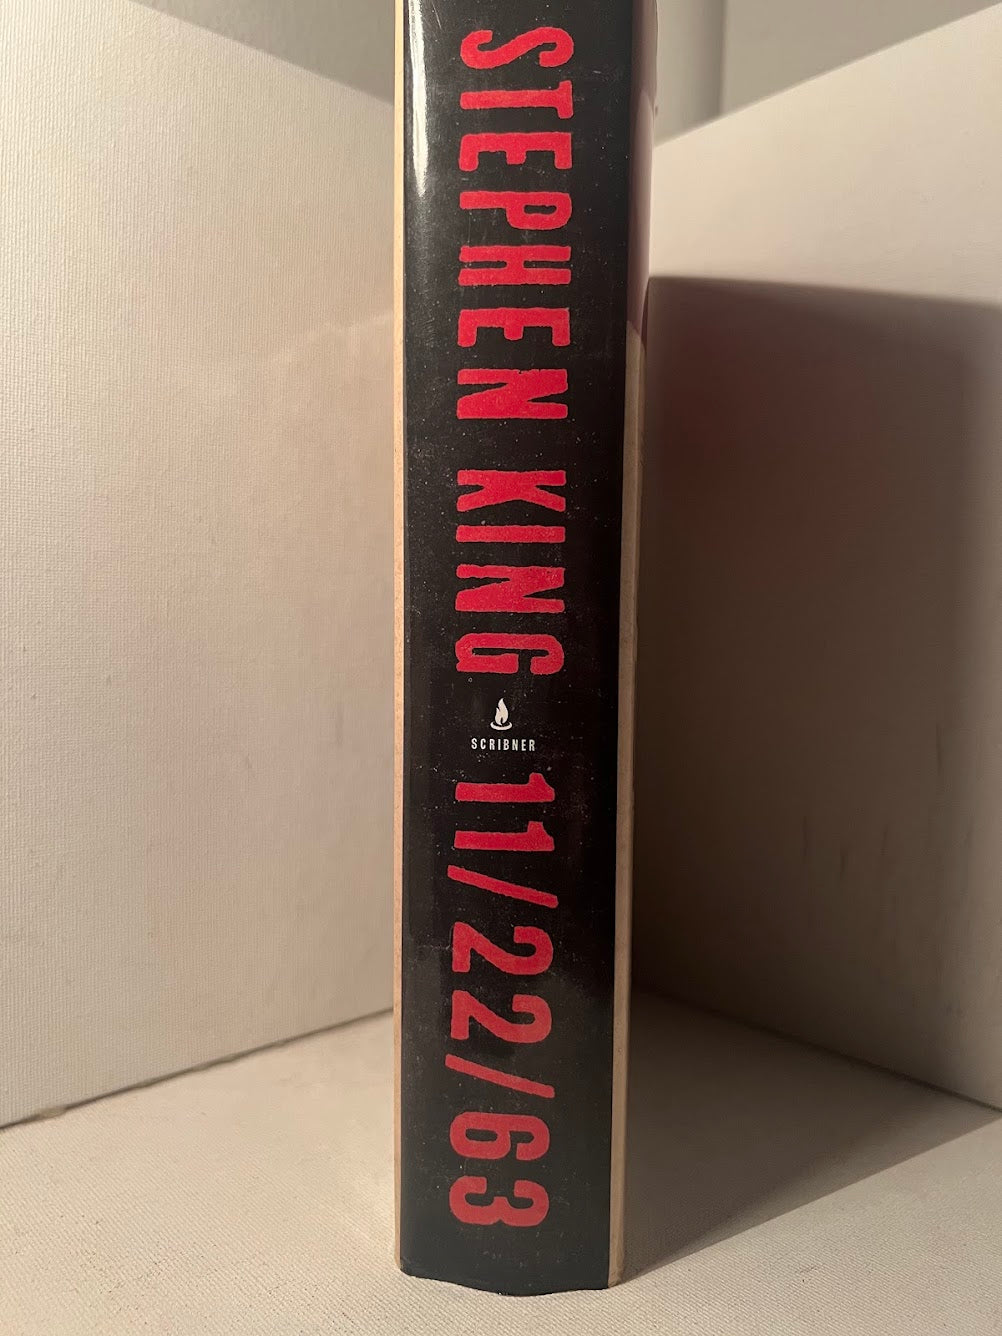 STEPHEN KING
SCRIBNER
11/22/63